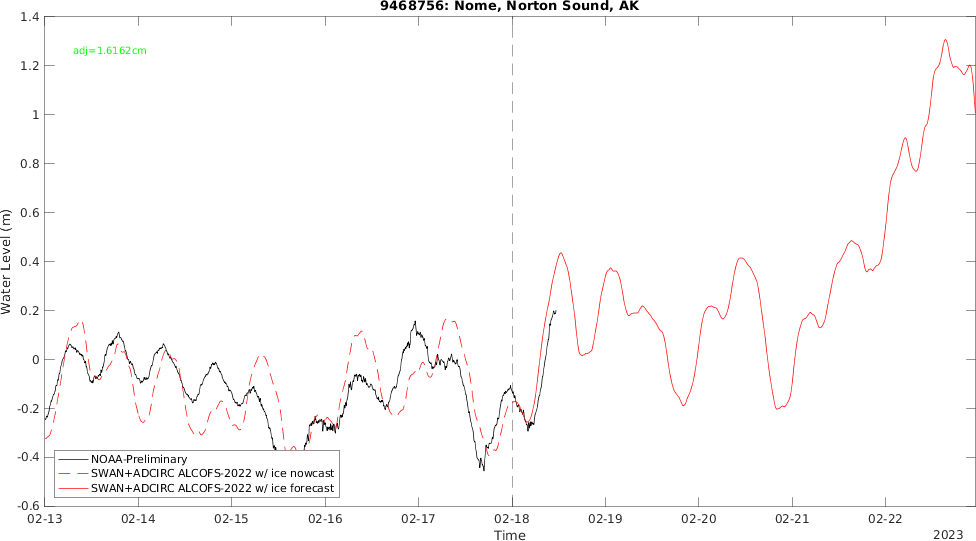 9468756: Nome, Norton Sound, AK
1.4
adj=1.6162cm
1.2
1
0.8
0.6
0.4
0.2
0
-0.2
-0.4
-0.6
Water Level (m)
NOAA-Preliminary
SWAN+ADCIRC ALCOFS-2022 w/ ice nowcast
SWAN+ADCIRC ALCOFS-2022 w/ ice forecast
02-13 02-14 02-15 02-16 02-17 02-18 02-19 02-20 02-21 02-22
Time
2023